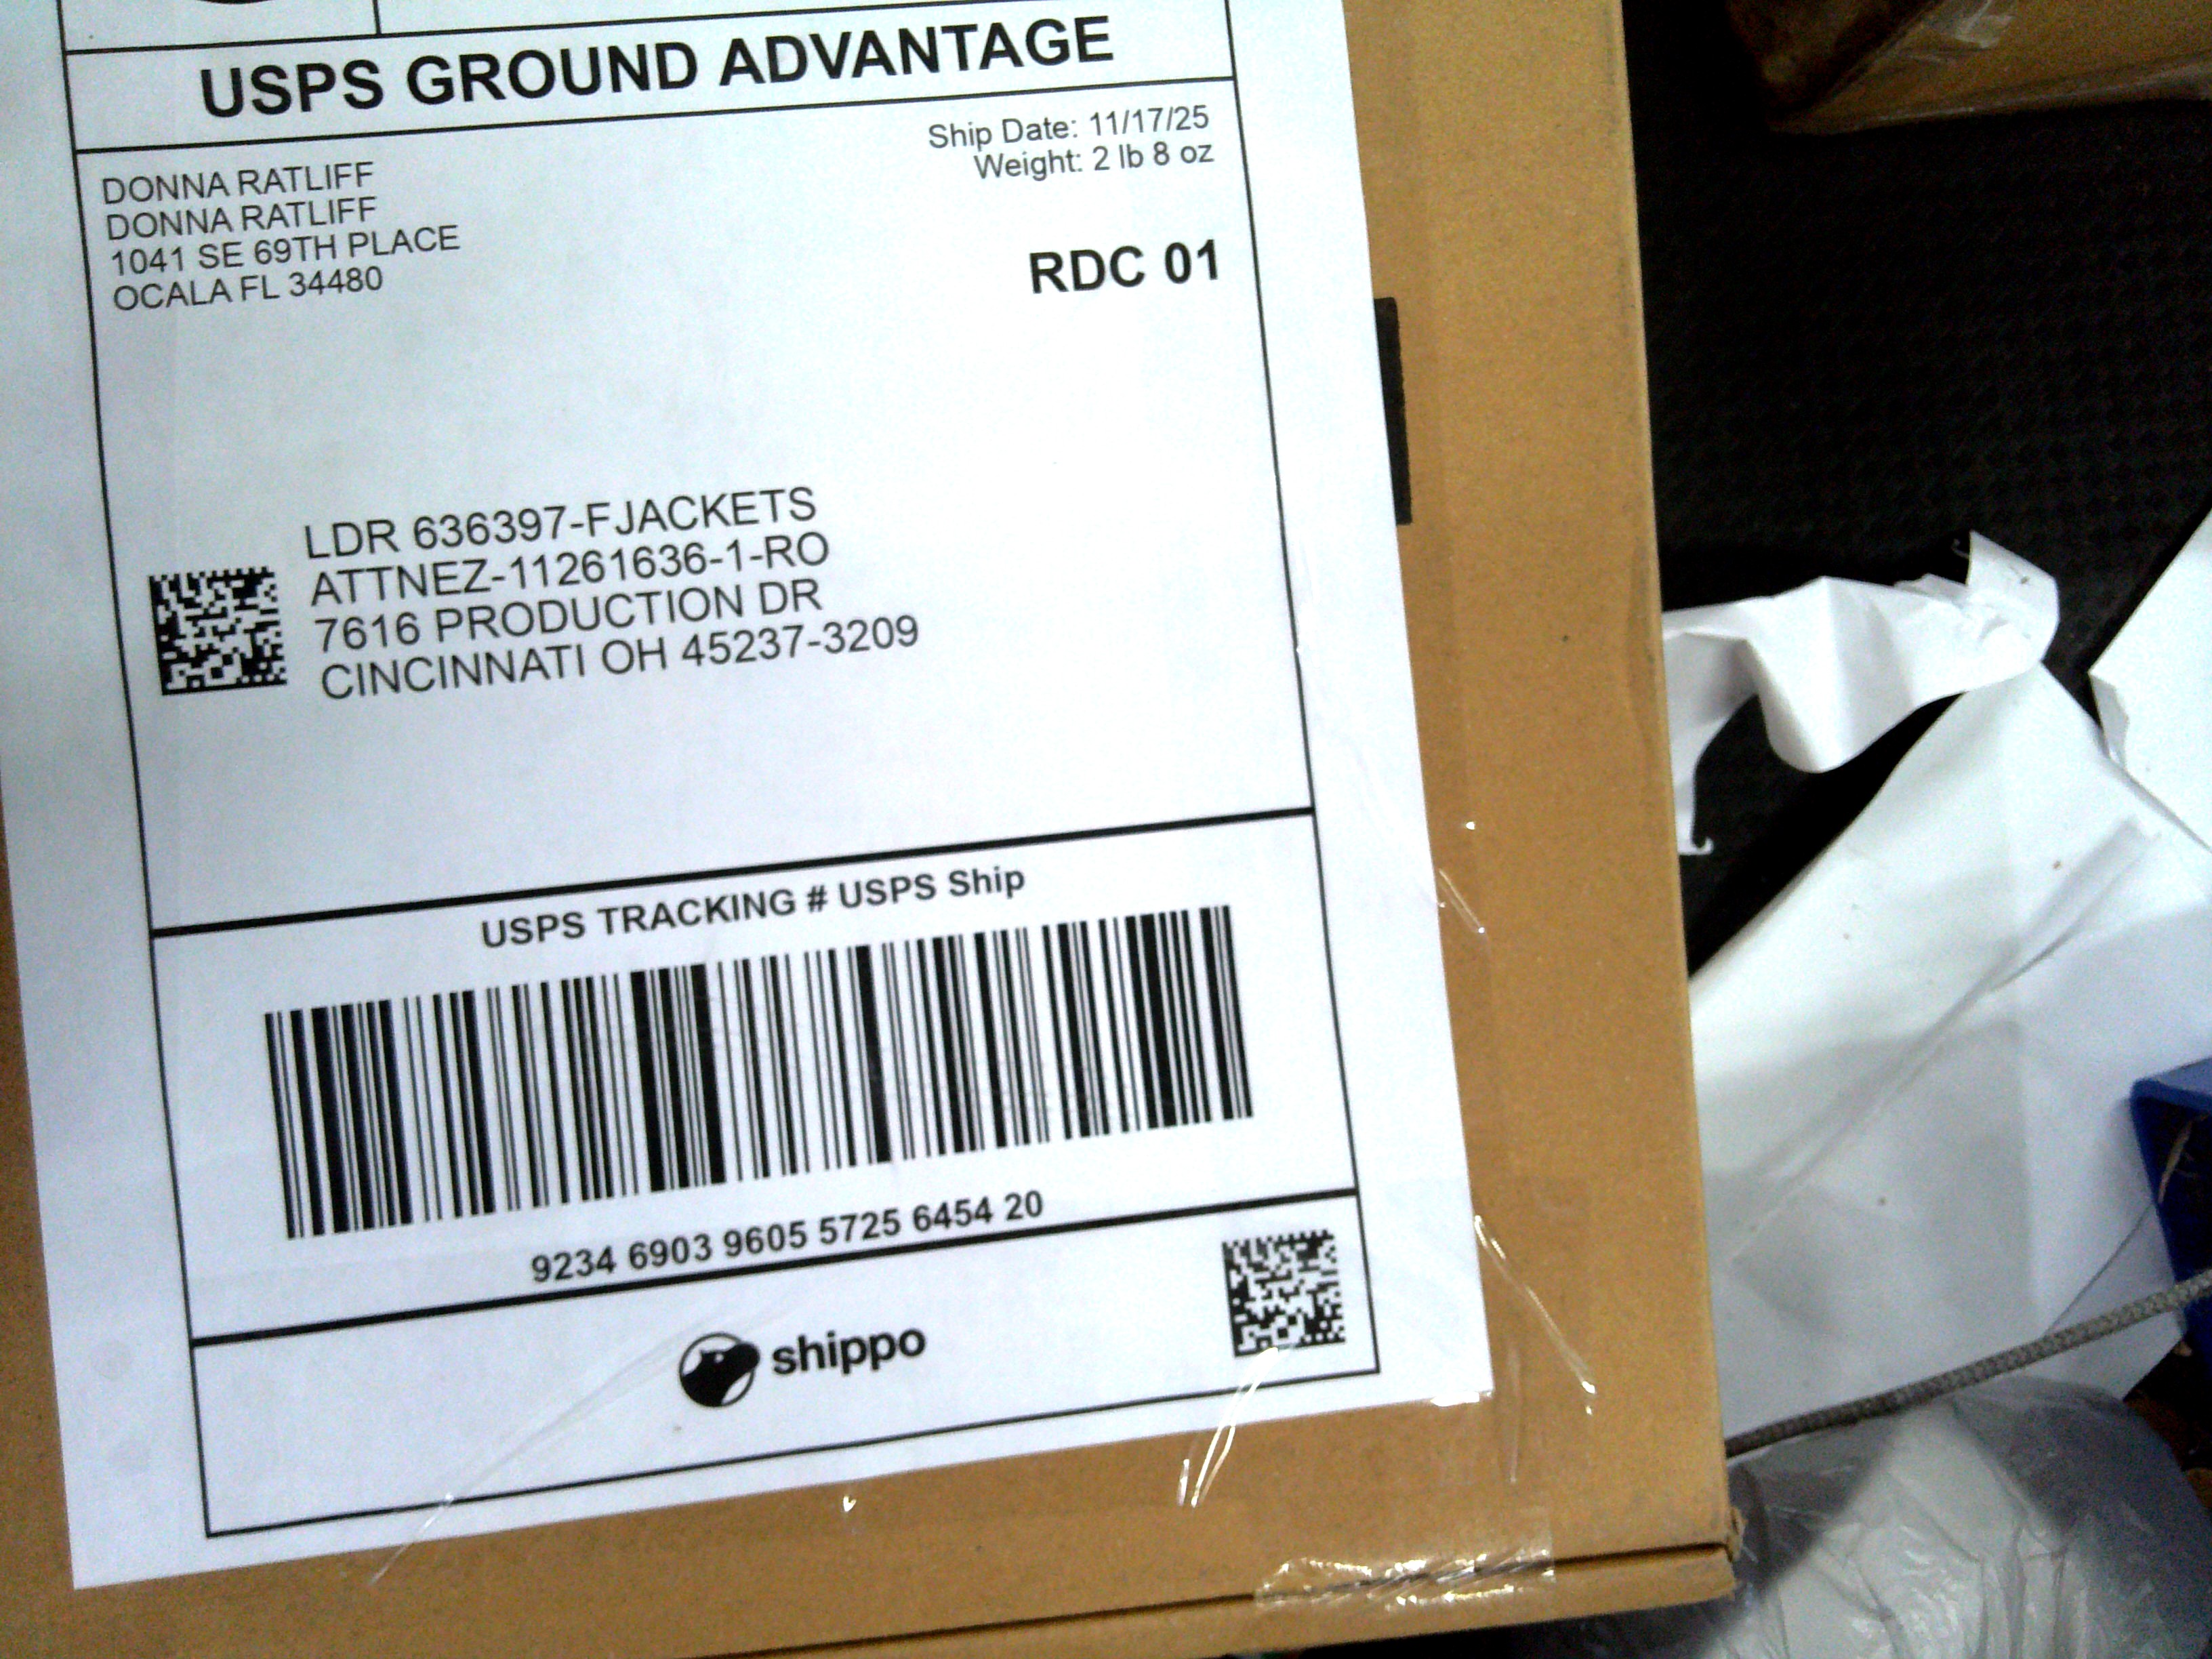 USPS GROUND ADVANTAGE
Ship Date: 11/17/25
Weight: 2 lb 8 oz
DONNA RATLIFF
DONNA RATLIFF
1041 SE 69TH PLACE
OCALA FL 34480
RDC 01
LDR 636397-FJACKETS
ATTNEZ-11261636-1-RO
7616 PRODUCTION DR
CINCINNATI OH 45237-3209
USPS TRACKING # USPS Ship
9234 6903 9605 5725 6454 20
shippo